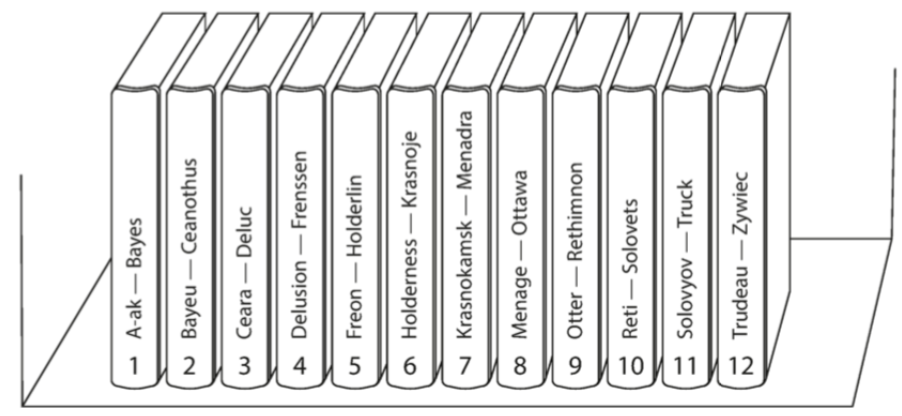 A-ak — Bayes
1
Bayeu — Ceanothus
2
Ceara — Deluc
3
Delusion — Frenssen
4
Freon — Holderlin
5
Holderness — Krasnoje
6
Krasnokamsk — Menadra
7
Menage — Ottawa
8
Otter — Rethimnon
9
Reti — Solovets
10
Solovyov — Truck
11
Trudeau — Zywiec
12